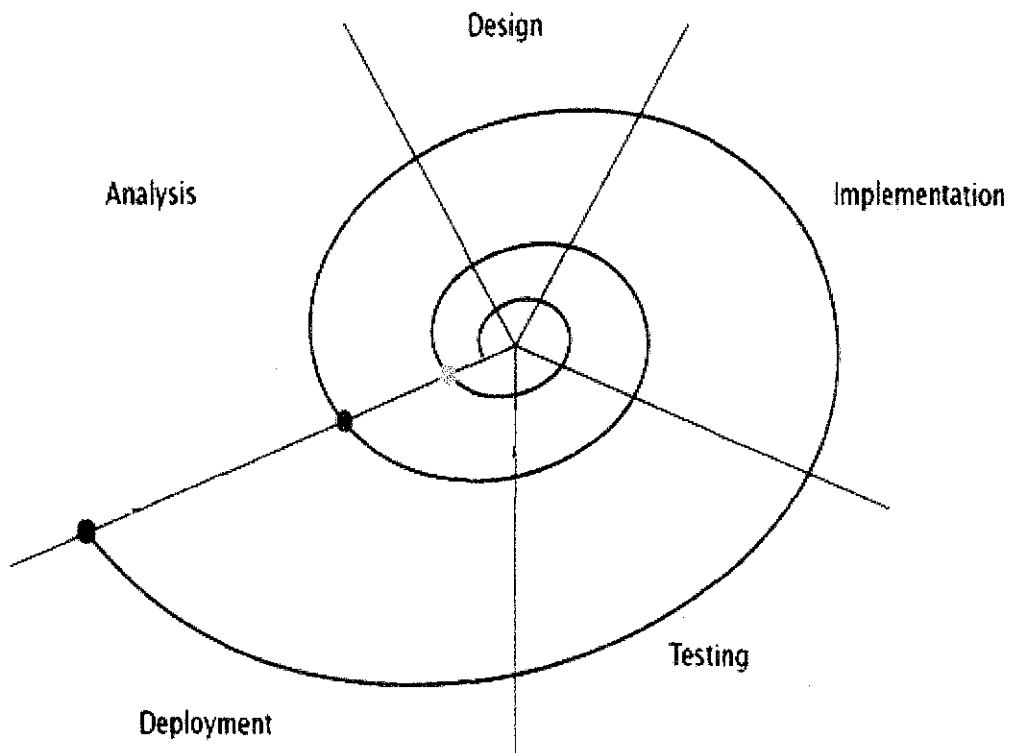 Design
Analysis
Implementation
Testing
Deployment